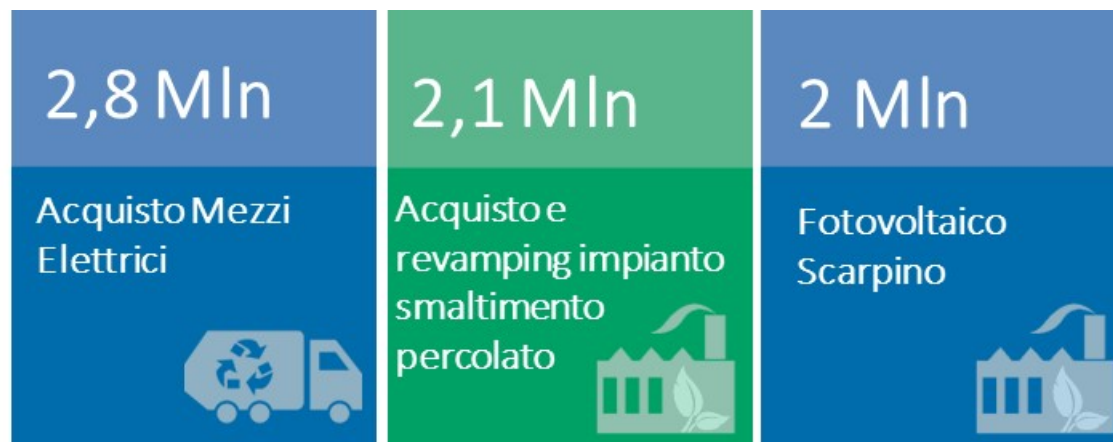 2,8 Mln
Acquisto Mezzi
Elettrici
2,1 Mln
Acquisto e
revamping impianto
smaltimento
percolato
2 Mln
Fotovoltaico
Scarpino